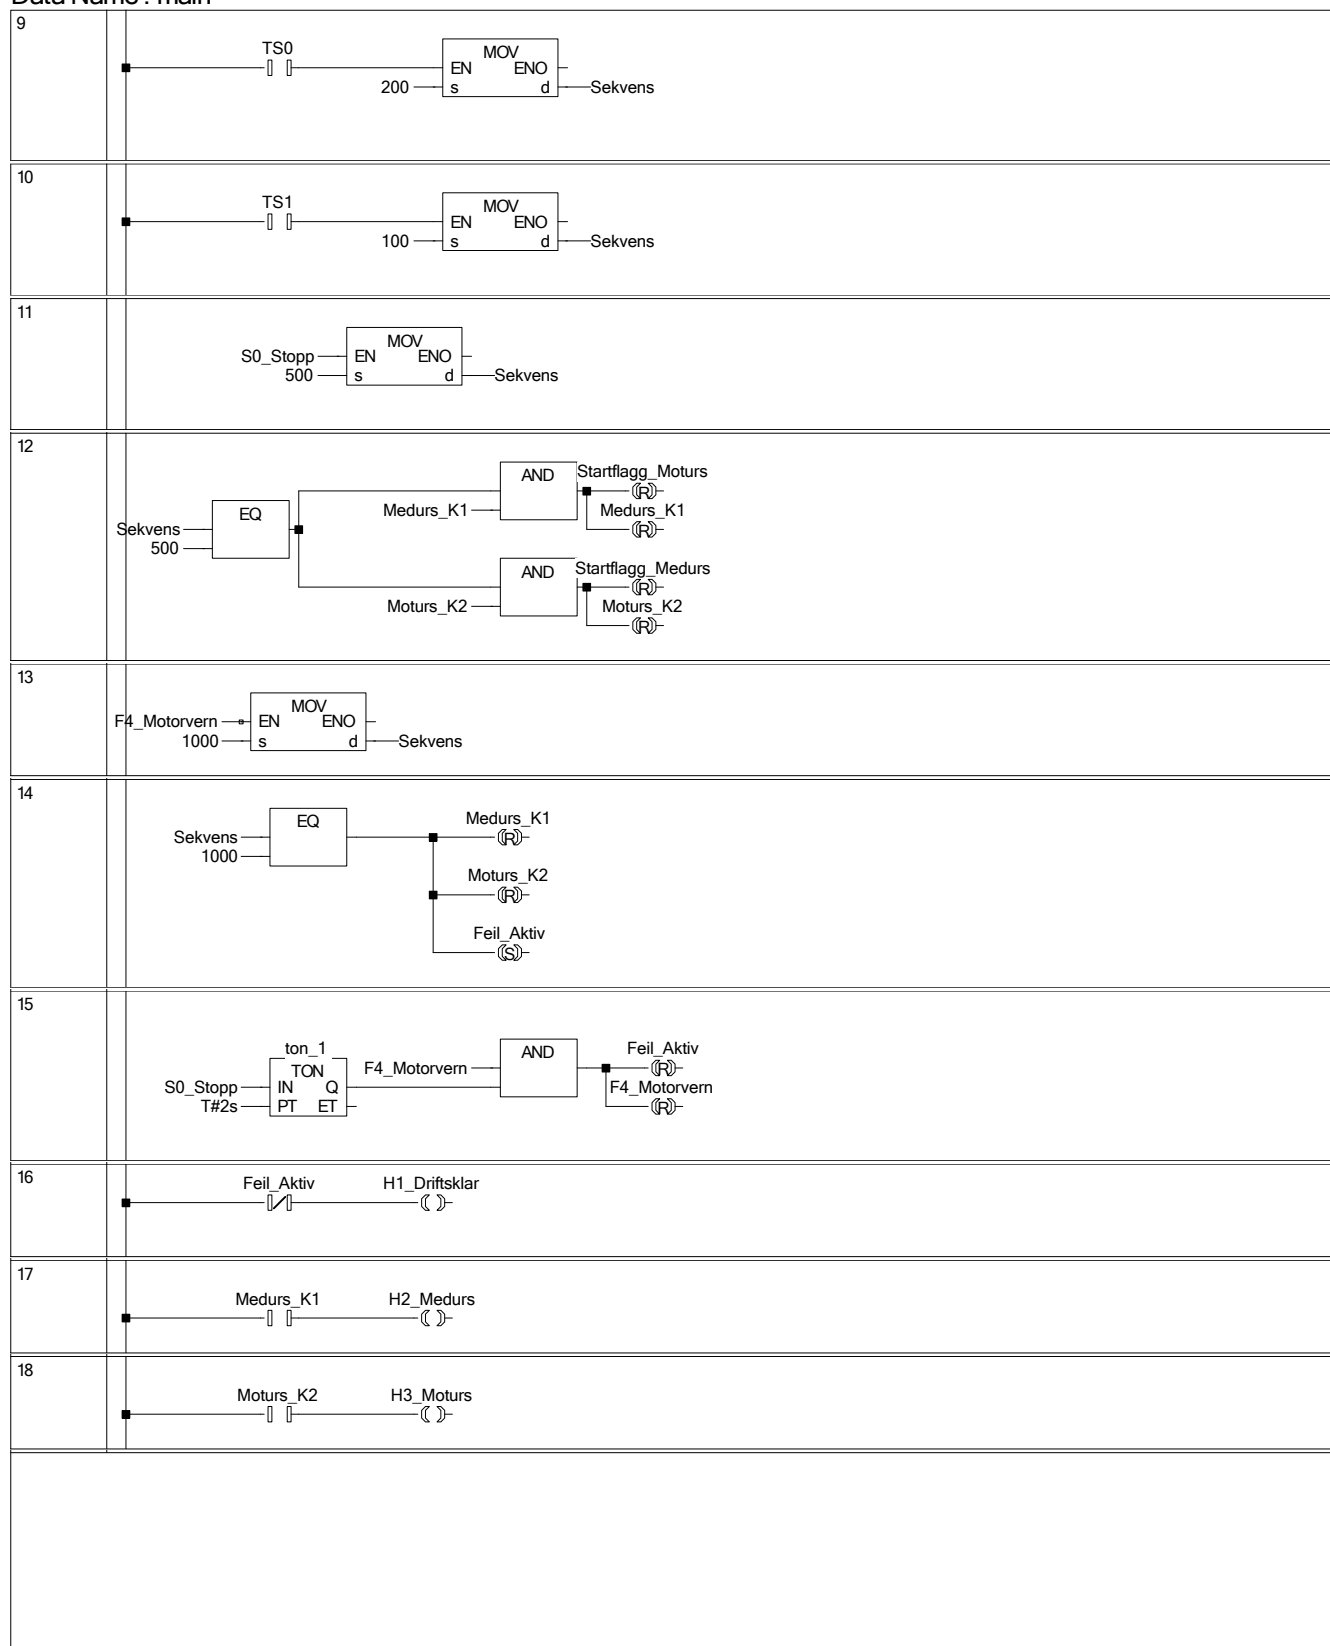 Data Name : main
9
TS0
MOV
EN ENO
200 s d Sekvens
10
TS1
MOV
EN ENO
100 s d Sekvens
11
MOV
S0_Stopp EN ENO
500 s d Sekvens
12
AND Startflagg_Moturs
(R)
EQ Medurs_K1 Medurs_K1
Sekvens (R)
500
AND Startflagg_Medurs
(R)
Moturs_K2 Moturs_K2
(R)
13
MOV
F4_Motorvern EN ENO
1000 s d Sekvens
14
EQ Medurs_K1
Sekvens (R)
1000
Moturs_K2
(R)
Feil_Aktiv
(S)
15
ton_1 AND Feil_Aktiv
TON F4_Motorvern (R)
S0_Stopp IN Q F4_Motorvern
T#2s PT ET (R)
16
Feil_Aktiv H1_Driftsklar
17
Medurs_K1 H2_Medurs
18
Moturs_K2 H3_Moturs